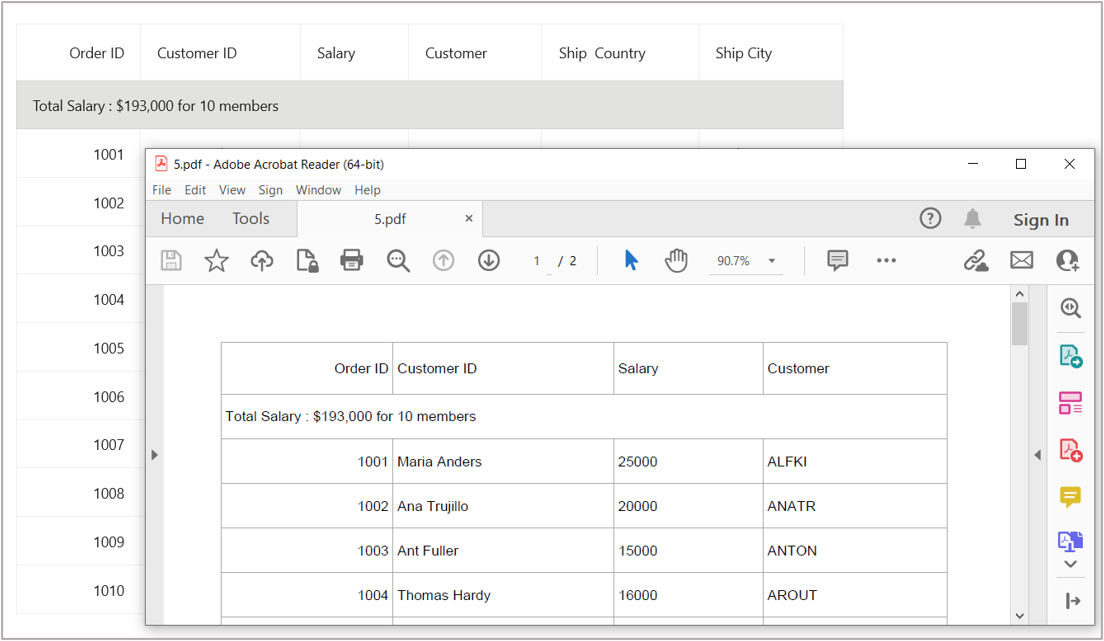 Order ID Customer ID Salary Customer Ship  Country Ship City
Total Salary : $193,000 for 10 members
1001
1002
1003
1004
1005
1006
1007
1008
1009
1010
5.pdf - Adobe Acrobat Reader (64-bit)
File Edit View Sign Window Help
Home Tools 5.pdf × Sign In
1 / 2 90.7%
Order ID Customer ID Salary Customer
Total Salary : $193,000 for 10 members
1001 Maria Anders 25000 ALFKI
1002 Ana Trujillo 20000 ANATR
1003 Ant Fuller 15000 ANTON
1004 Thomas Hardy 16000 AROUT